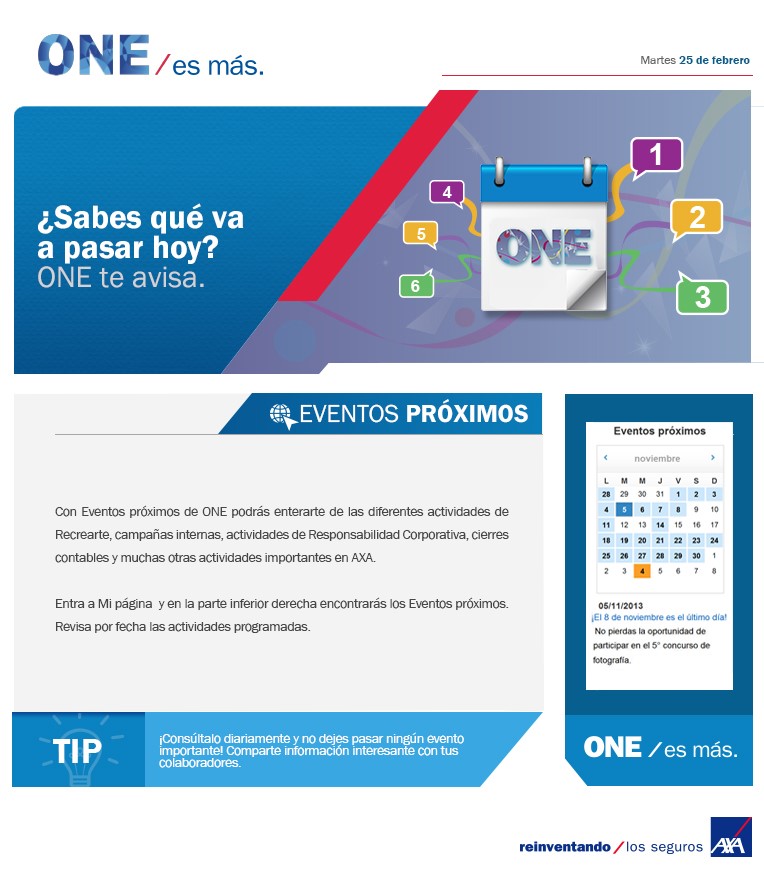 ONE /es más.
Martes 25 de febrero
¿Sabes qué va
a pasar hoy?
ONE te avisa.
1
4
2
5
ONE
6
3
EVENTOS PRÓXIMOS
Con Eventos próximos de ONE podrás enterarte de las diferentes actividades de
Recrearte, campañas internas, actividades de Responsabilidad Corporativa, cierres
contables y muchas otras actividades importantes en AXA.
Entra a Mi página y en la parte inferior derecha encontrarás los Eventos próximos.
Revisa por fecha las actividades programadas.
TIP
¡Consúltalo diariamente y no dejes pasar ningún evento
importante! Comparte información interesante con tus
colaboradores.
Eventos próximos
‹ noviembre ›
L M M J V S D
28 29 30 31 1 2 3
4 5 6 7 8 9 10
11 12 13 14 15 16 17
18 19 20 21 22 23 24
25 26 27 28 29 30 1
2 3 4 5 6 7 8
05/11/2013
¡El 8 de noviembre es el último día!
No pierdas la oportunidad de
participar en el 5° concurso de
fotografía.
ONE /es más.
reinventando / los seguros AXA